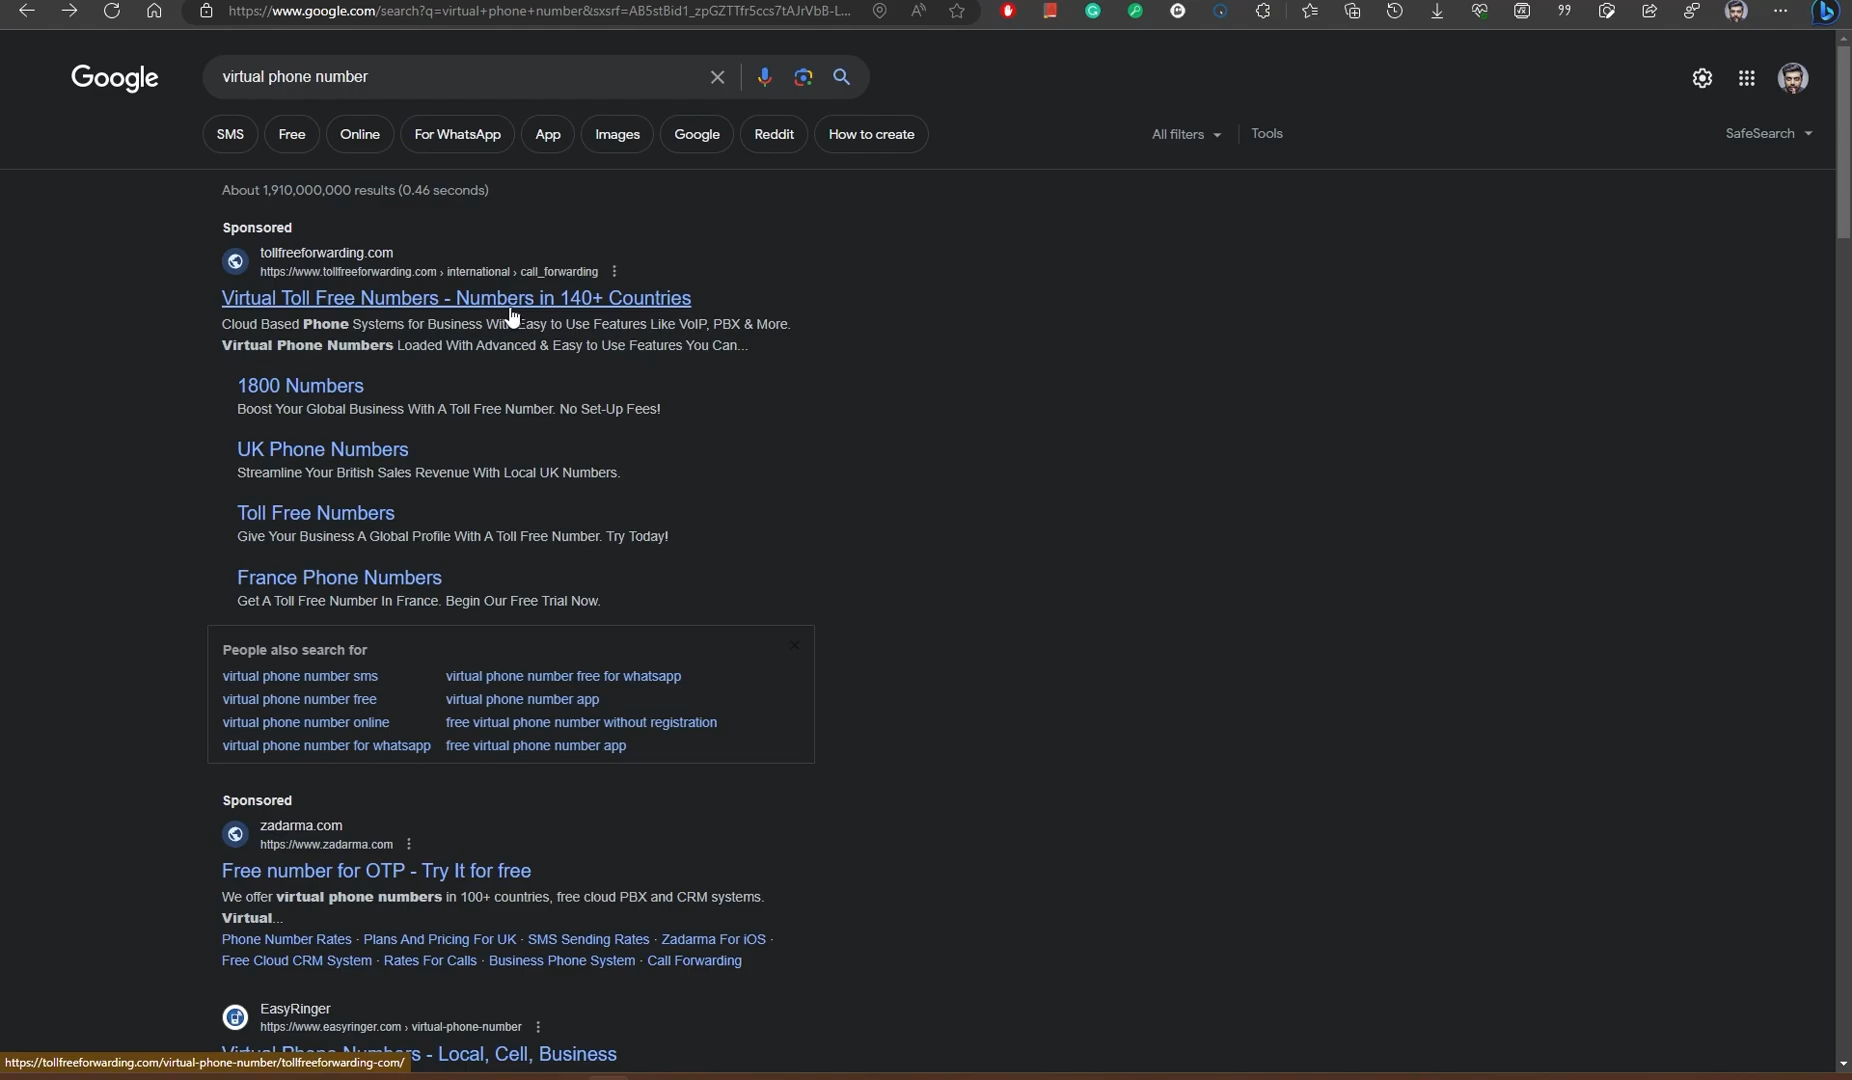 https://www.google.com/search?q=virtual+phone+number&sxsrf=AB5stBid1_zpGZTTfr5ccs7tAJrVbB-L...
Google
virtual phone number
SMS Free Online For WhatsApp App Images Google Reddit How to create All filters Tools SafeSearch
About 1,910,000,000 results (0.46 seconds)
Sponsored
tollfreeforwarding.com
https://www.tollfreeforwarding.com › international › call_forwarding
Virtual Toll Free Numbers - Numbers in 140+ Countries
Cloud Based Phone Systems for Business With Easy to Use Features Like VoIP, PBX & More.
Virtual Phone Numbers Loaded With Advanced & Easy to Use Features You Can...
1800 Numbers
Boost Your Global Business With A Toll Free Number. No Set-Up Fees!
UK Phone Numbers
Streamline Your British Sales Revenue With Local UK Numbers.
Toll Free Numbers
Give Your Business A Global Profile With A Toll Free Number. Try Today!
France Phone Numbers
Get A Toll Free Number In France. Begin Our Free Trial Now.
People also search for
virtual phone number sms virtual phone number free for whatsapp
virtual phone number free virtual phone number app
virtual phone number online free virtual phone number without registration
virtual phone number for whatsapp free virtual phone number app
Sponsored
zadarma.com
https://www.zadarma.com
Free number for OTP - Try It for free
We offer virtual phone numbers in 100+ countries, free cloud PBX and CRM systems.
Virtual...
Phone Number Rates · Plans And Pricing For UK · SMS Sending Rates · Zadarma For iOS ·
Free Cloud CRM System · Rates For Calls · Business Phone System · Call Forwarding
EasyRinger
https://www.easyringer.com › virtual-phone-number
Virtual Phone Numbers - Local, Cell, Business
https://tollfreeforwarding.com/virtual-phone-number/tollfreeforwarding-com/